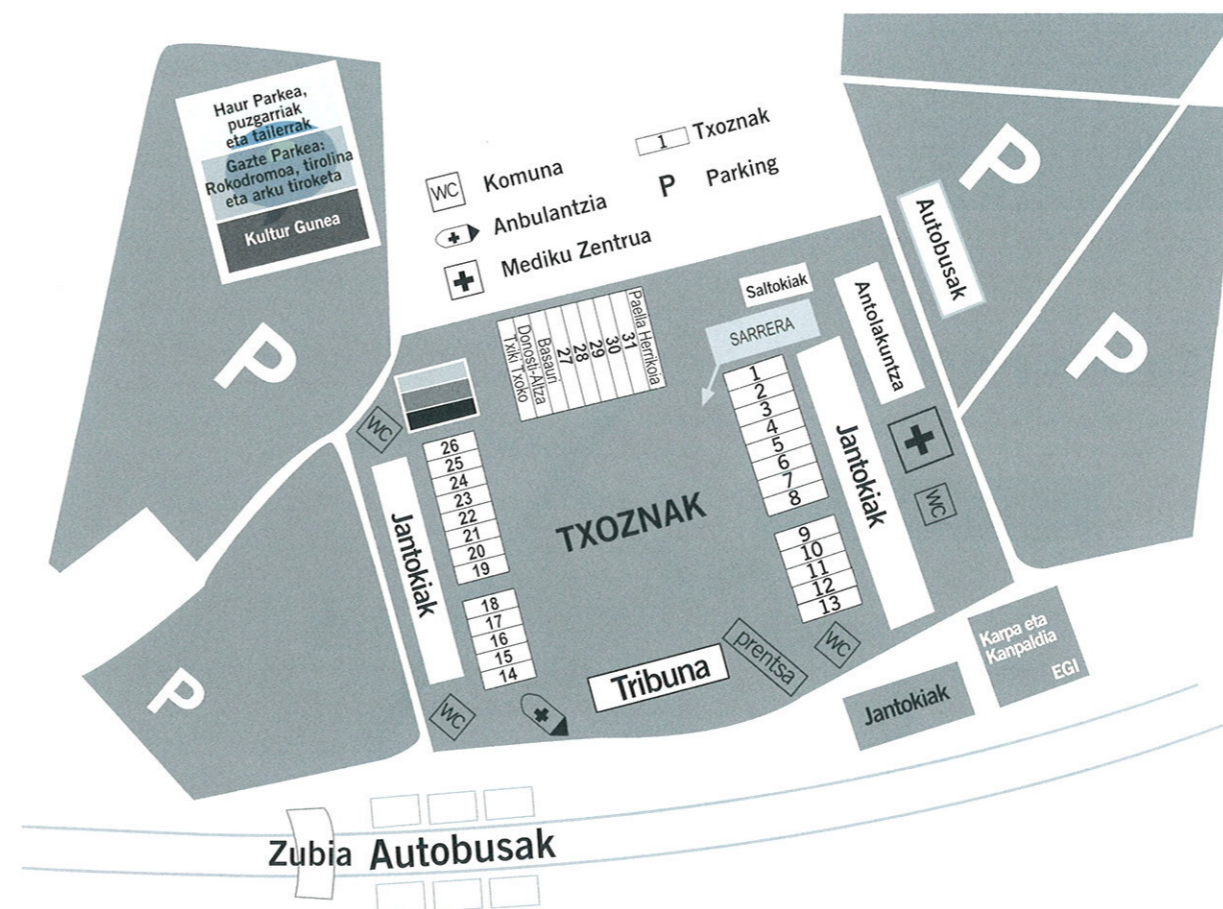 Haur Parkea,
puzgarriak
eta tailerrak
Gazte Parkea:
Rokodromoa, tirolina
eta arku tiroketa
Kultur Gunea
WC Komuna
Anbulantzia
Mediku Zentrua
1 Txoznak
P Parking
P
P
P
P
Autobusak
Saltokiak
SARRERA
Antolakuntza
Txiki Txoko
Donosti-Altza
Basauri
27
28
29
30
31
Paella Herrikoia
WC
26
25
24
23
22
21
20
19
18
17
16
15
14
Jantokiak
TXOZNAK
1
2
3
4
5
6
7
8
9
10
11
12
13
Jantokiak
WC
WC
Tribuna
prentsa
WC
Jantokiak
Karpa eta
Kanpaldia
EGI
Zubia
Autobusak